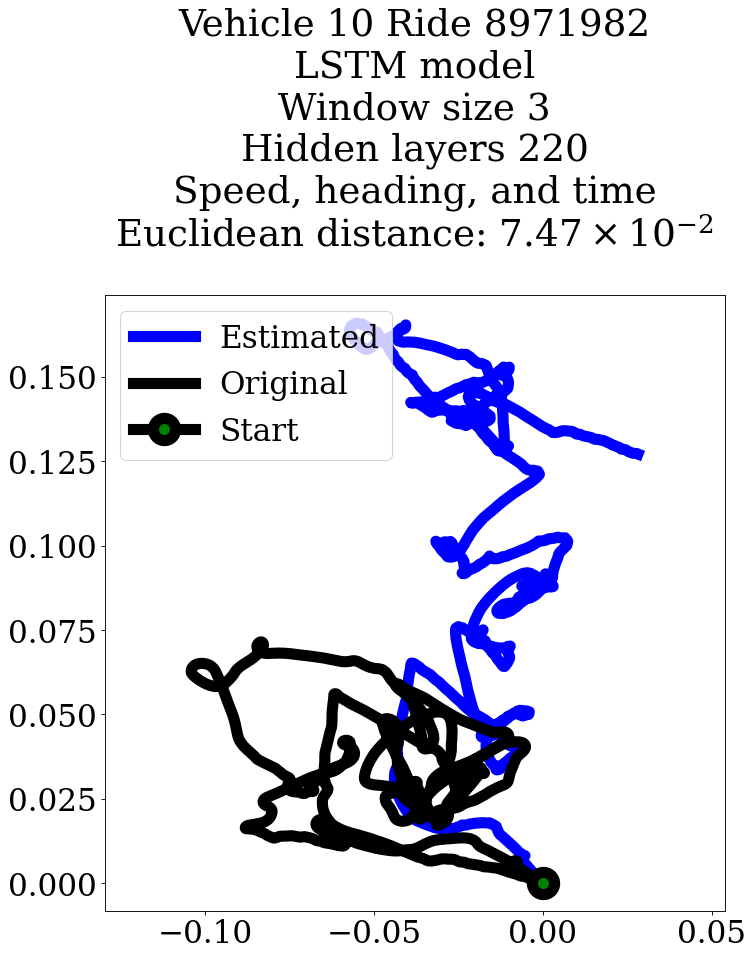 Vehicle 10 Ride 8971982
LSTM model
Window size 3
Hidden layers 220
Speed, heading, and time
Euclidean distance: 7.47 × 10⁻²
Estimated
Original
Start
0.150
0.125
0.100
0.075
0.050
0.025
0.000
−0.10
−0.05
0.00
0.05